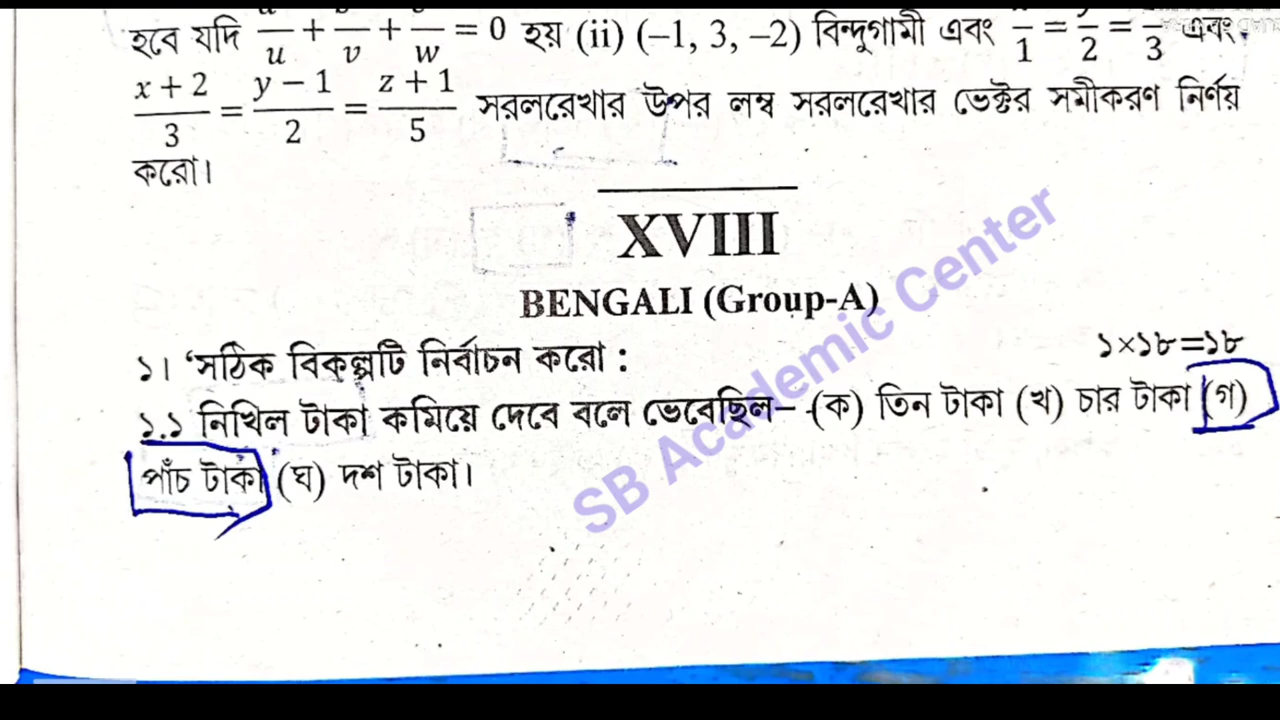 হবে যদি a/u + b/v + c/w = 0 হয় (ii) (–1, 3, –2) বিন্দুগামী এবং x/1 = y/2 = z/3 এবং
(x + 2)/3 = (y – 1)/2 = (z + 1)/5 সরলরেখার উপর লম্ব সরলরেখার ভেক্টর সমীকরণ নির্ণয়
করো।
XVIII
BENGALI (Group-A)
১। ‘সঠিক বিকল্পটি নির্বাচন করো : ১×১৮=১৮
১.১ নিখিল টাকা কমিয়ে দেবে বলে ভেবেছিল– (ক) তিন টাকা (খ) চার টাকা (গ)
পাঁচ টাকা (ঘ) দশ টাকা।
SB Academic Center